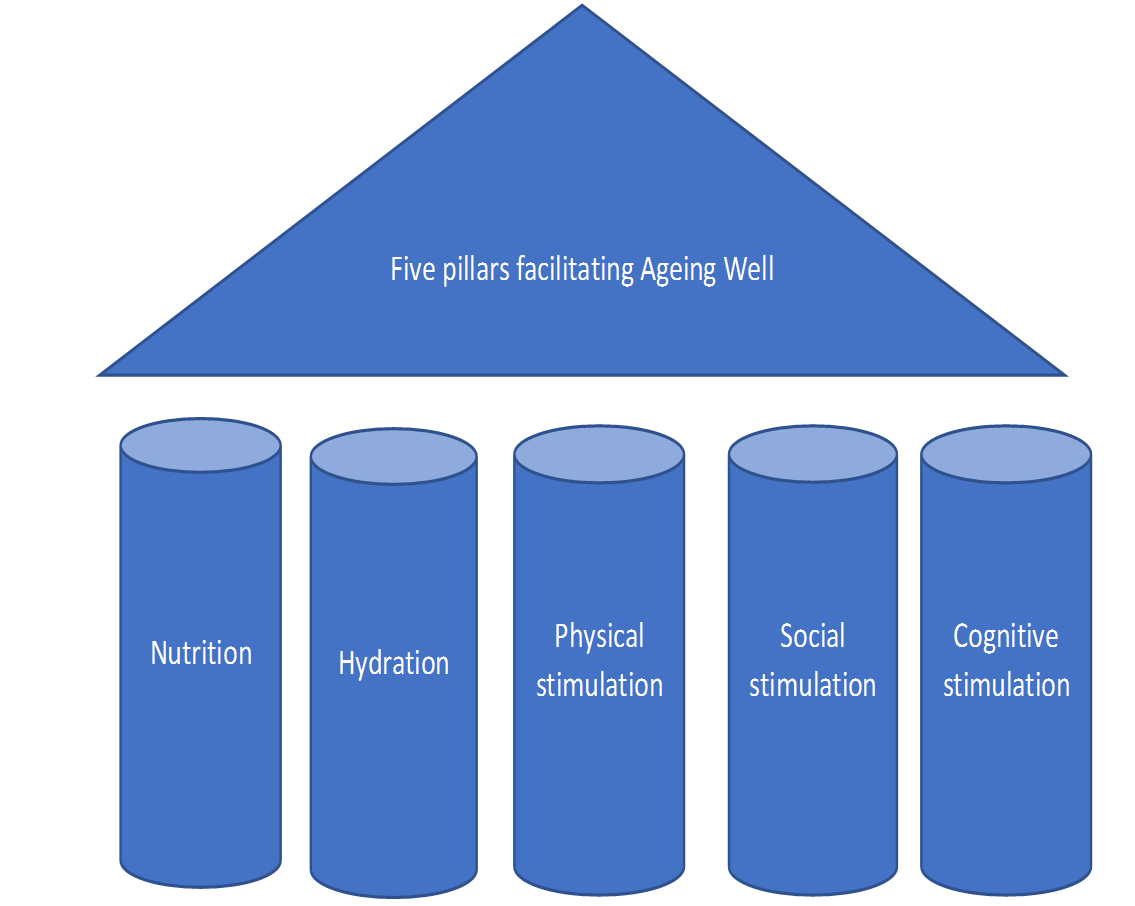 Five pillars facilitating Ageing Well
Nutrition
Hydration
Physical
stimulation
Social
stimulation
Cognitive
stimulation